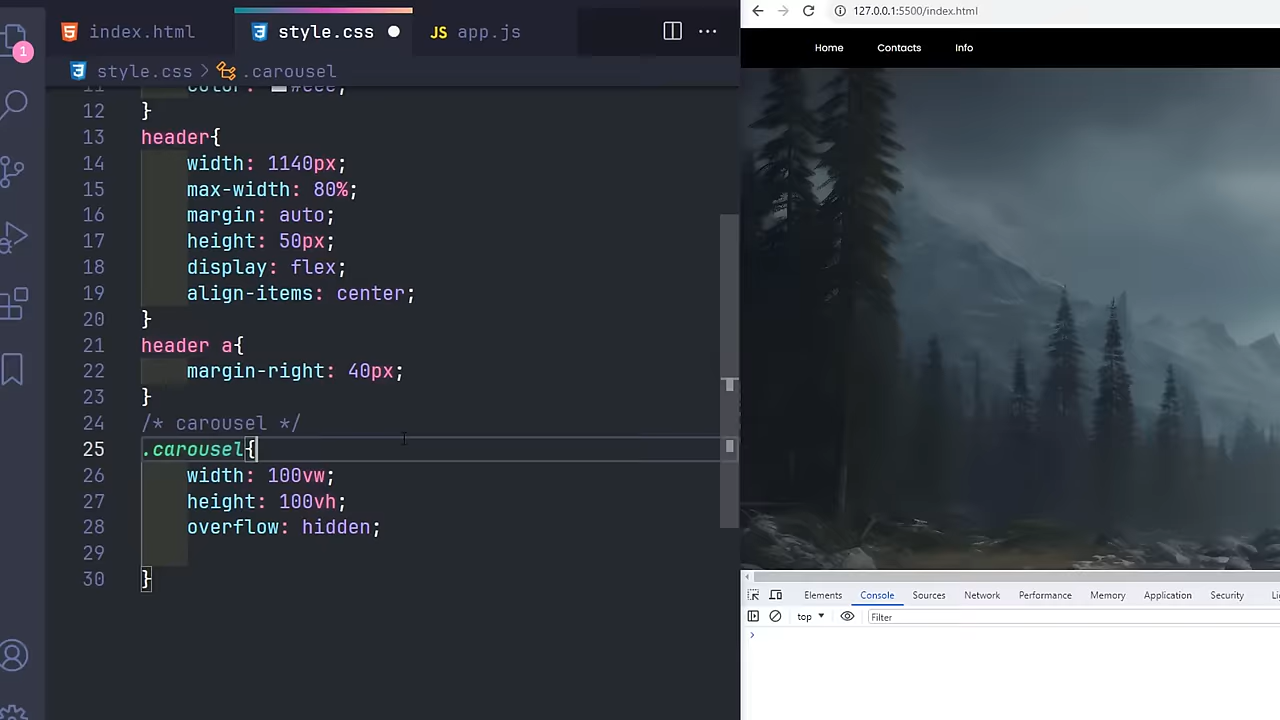 1
index.html
style.css
JS app.js
style.css > .carousel
11 color: #eee;
12 }
13 header{
14 width: 1140px;
15 max-width: 80%;
16 margin: auto;
17 height: 50px;
18 display: flex;
19 align-items: center;
20 }
21 header a{
22 margin-right: 40px;
23 }
24 /* carousel */
25 .carousel{
26 width: 100vw;
27 height: 100vh;
28 overflow: hidden;
29
30 }
127.0.0.1:5500/index.html
Home Contacts Info
Elements Console Sources Network Performance Memory Application Security
top Filter